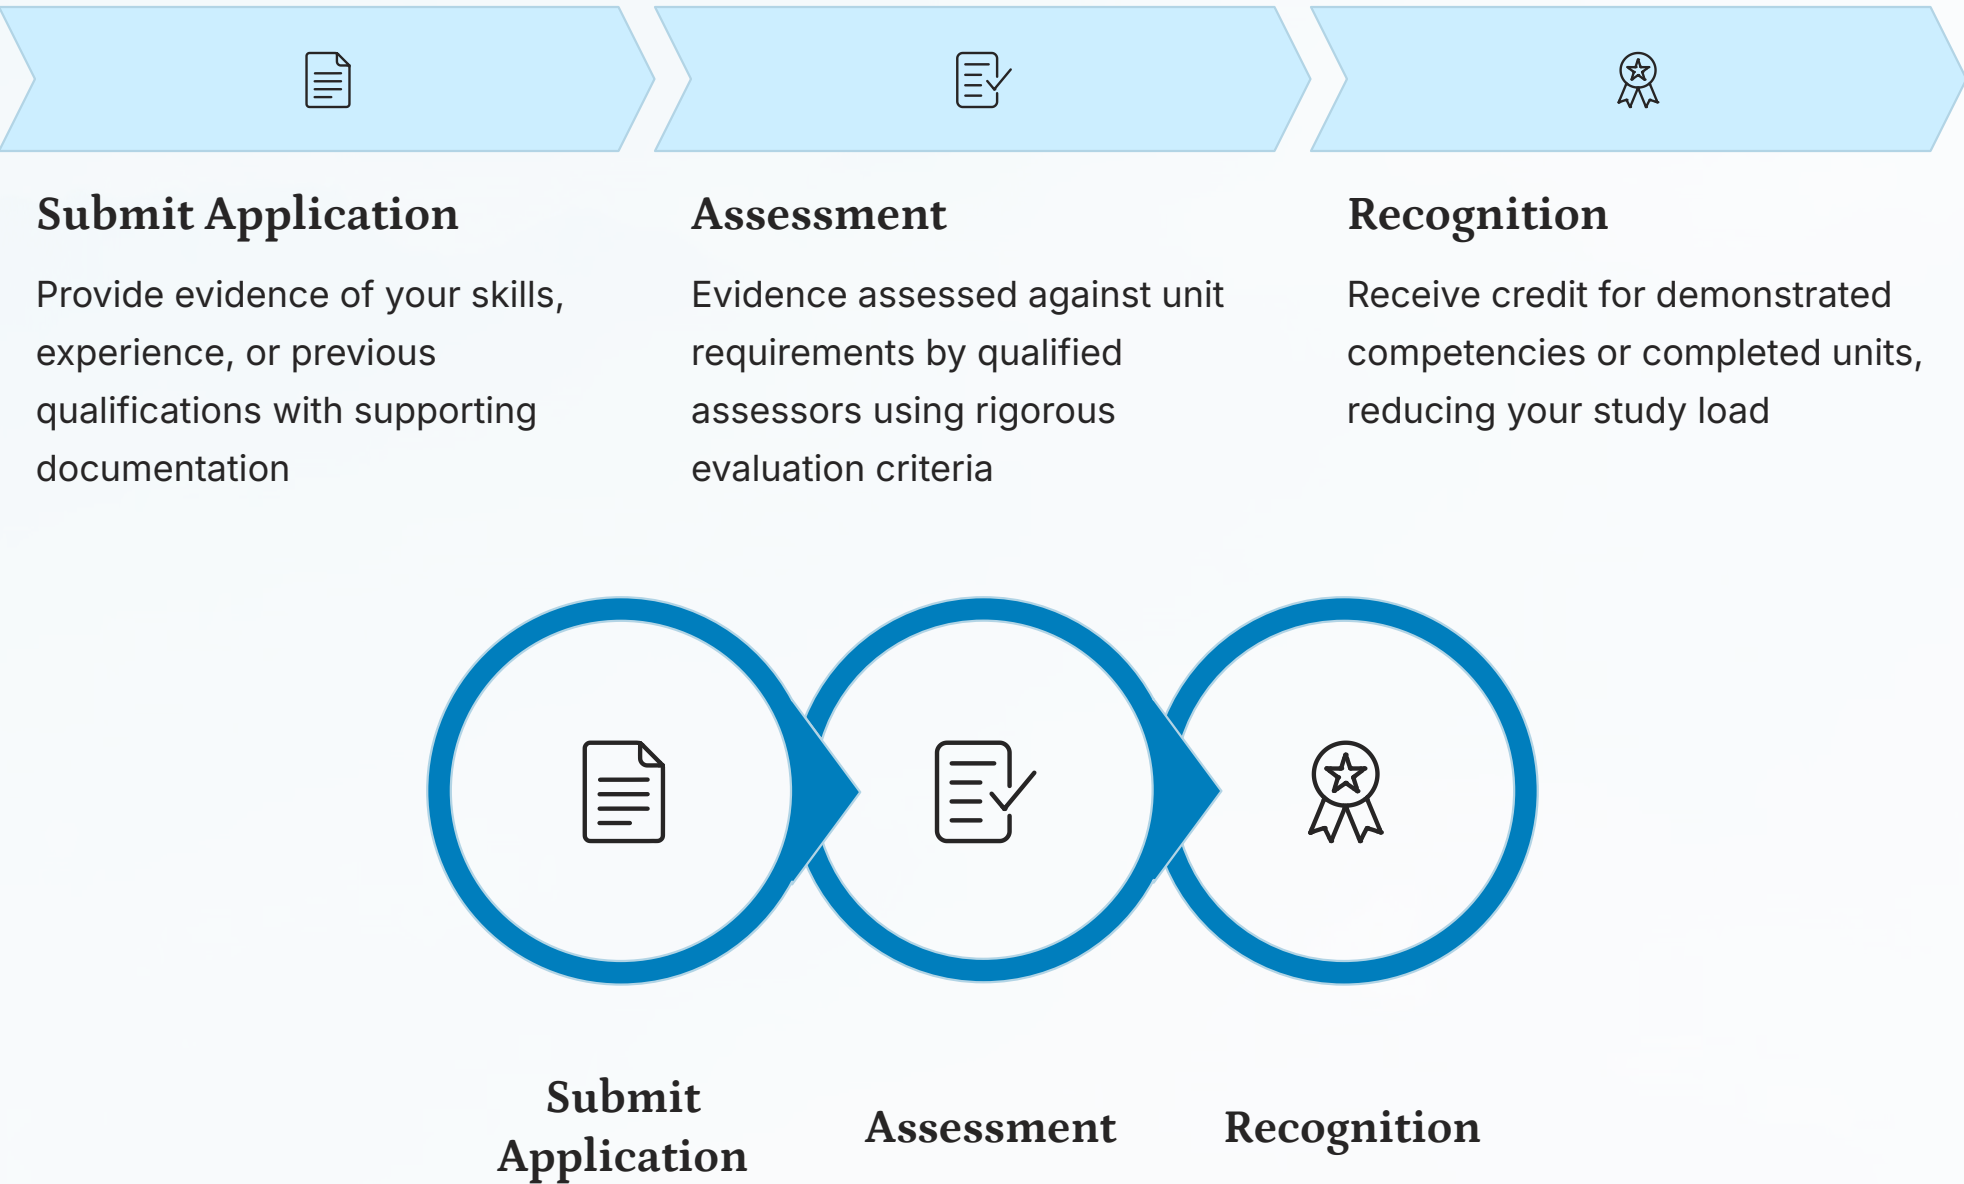 Submit Application
Provide evidence of your skills,
experience, or previous
qualifications with supporting
documentation
Assessment
Evidence assessed against unit
requirements by qualified
assessors using rigorous
evaluation criteria
Recognition
Receive credit for demonstrated
competencies or completed units,
reducing your study load
Submit
Application
Assessment
Recognition